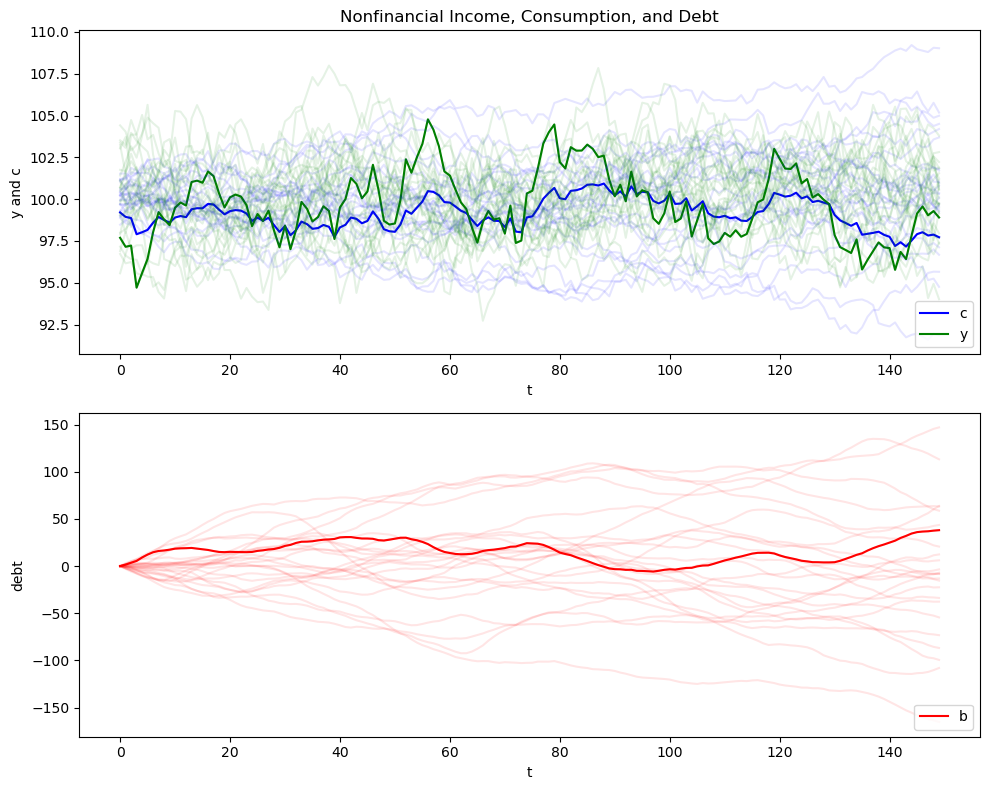 Nonfinancial Income, Consumption, and Debt
110.0
107.5
105.0
102.5
100.0
97.5
95.0
92.5
y and c
c
y
0 20 40 60 80 100 120 140
t
150
100
50
0
−50
−100
−150
debt
b
0 20 40 60 80 100 120 140
t